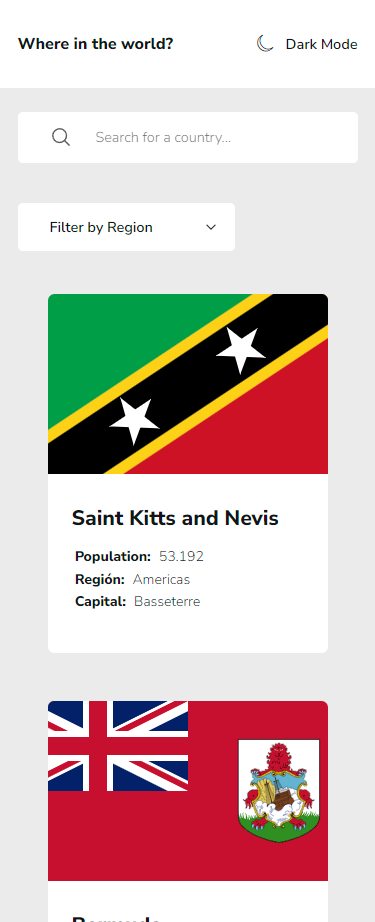 Where in the world?
Dark Mode
Search for a country...
Filter by Region
Saint Kitts and Nevis
Population: 53.192
Región: Americas
Capital: Basseterre